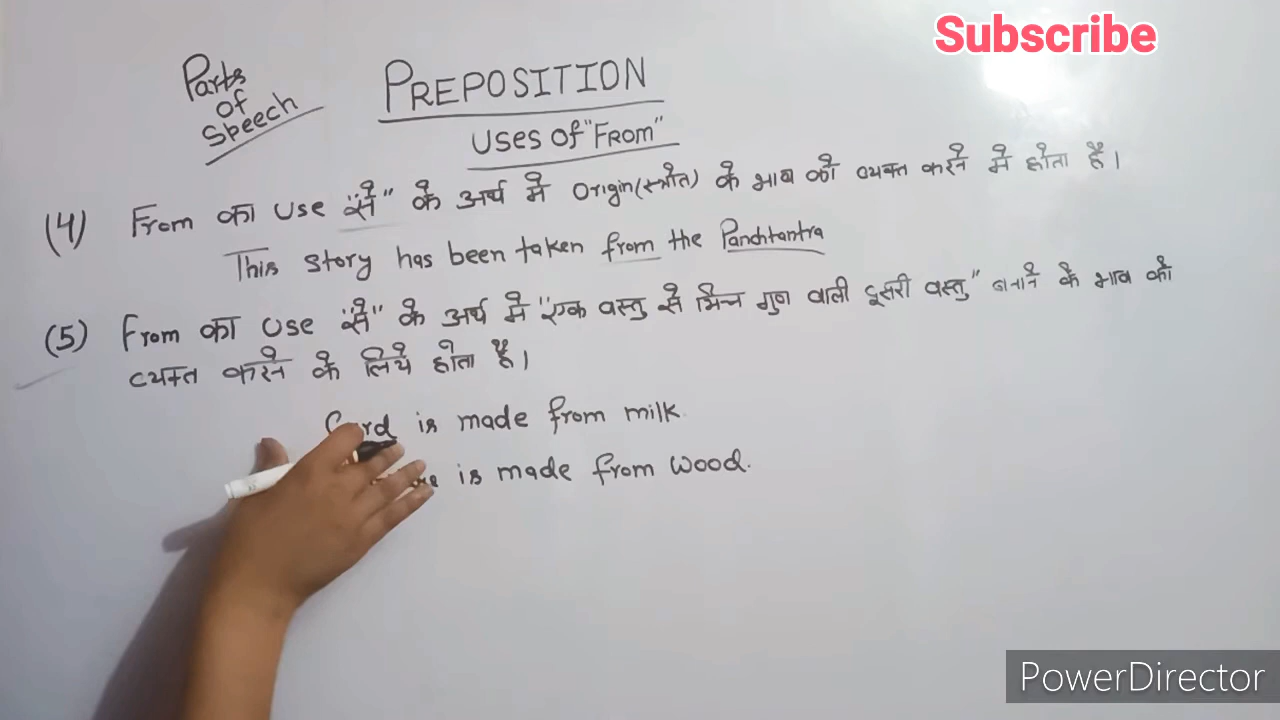 Subscribe
Parts
of
Speech
PREPOSITION
Uses of "From"
(4) From का use "से" के अर्थ में Origin(स्त्रोत) के भाव को व्यक्त करने में होता है।
This story has been taken from the Panchtantra
(5) From का use "से" के अर्थ में "एक वस्तु से भिन्न गुण वाली दूसरी वस्तु" बनाने के भाव को
व्यक्त करने के लिये होता है।
is made from milk.
is made from wood.
PowerDirector